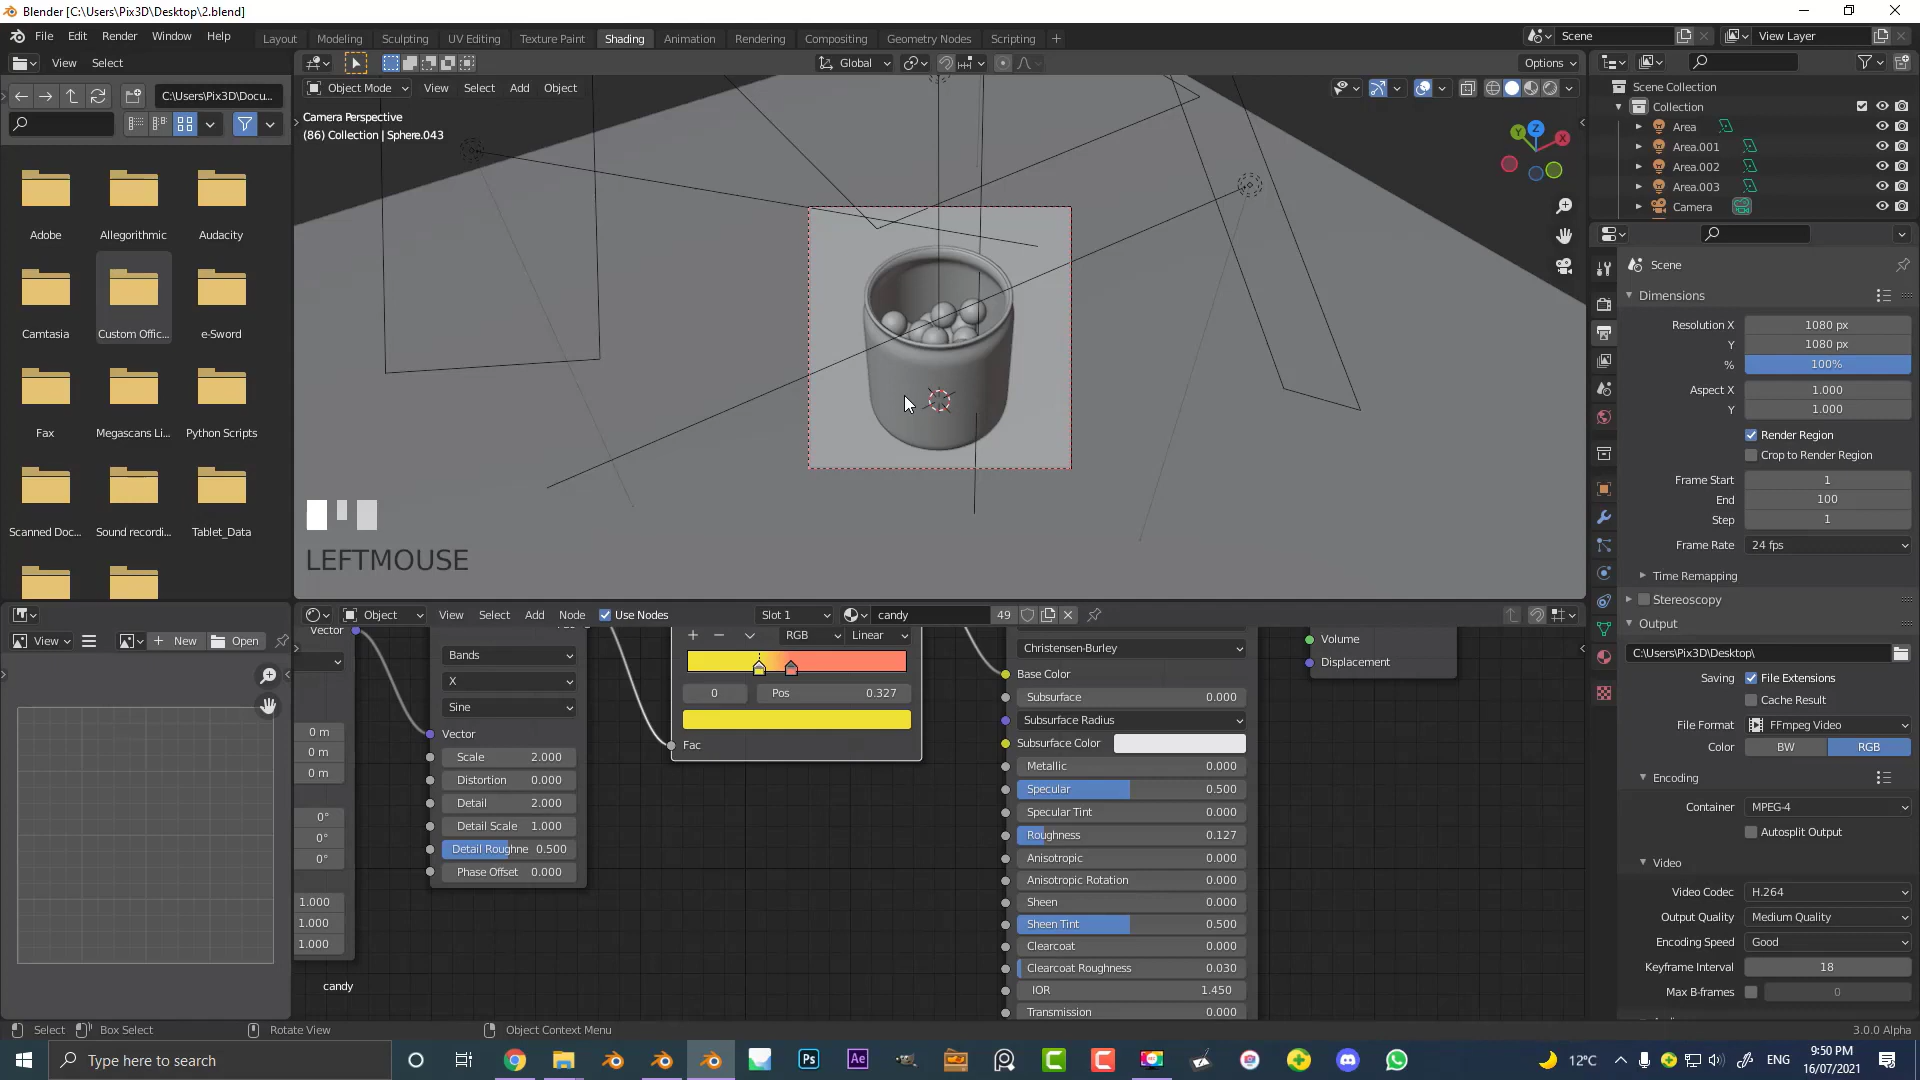 Blender [C:\Users\Pix3D\Desktop\2.blend]
File Edit Render Window Help
Layout Modeling Sculpting UV Editing Texture Paint Shading Animation Rendering Compositing Geometry Nodes Scripting
Scene View Layer
View Select
Global
Options
C:\Users\Pix3D\Docu...
Object Mode View Select Add Object
Camera Perspective
(86) Collection | Sphere.043
Z
Y
X
Scene Collection
Collection
Area
Area.001
Area.002
Area.003
Camera
Adobe Allegorithmic Audacity
Camtasia Custom Offic... e-Sword
Fax Megascans Li... Python Scripts
Scanned Doc... Sound recordi... Tablet_Data
LEFTMOUSE
Scene
Dimensions
Resolution X 1080 px
Y 1080 px
% 100%
Aspect X 1.000
Y 1.000
Render Region
Crop to Render Region
Frame Start 1
End 100
Step 1
Frame Rate 24 fps
Time Remapping
Stereoscopy
Output
C:\Users\Pix3D\Desktop\
Saving File Extensions
Cache Result
File Format FFmpeg Video
Color BW RGB
Encoding
Container MPEG-4
Autosplit Output
Video
Video Codec H.264
Output Quality Medium Quality
Encoding Speed Good
Keyframe Interval 18
Max B-frames 0
View New Open
Object View Select Add Node Use Nodes Slot 1 candy 49
Vector
0 m
0 m
0 m
0°
0°
0°
1.000
1.000
1.000
Bands
X
Sine
Vector
Scale 2.000
Distortion 0.000
Detail 2.000
Detail Scale 1.000
Detail Roughne 0.500
Phase Offset 0.000
RGB Linear
0 Pos 0.327
Fac
Christensen-Burley
Base Color
Subsurface 0.000
Subsurface Radius
Subsurface Color
Metallic 0.000
Specular 0.500
Specular Tint 0.000
Roughness 0.127
Anisotropic 0.000
Anisotropic Rotation 0.000
Sheen 0.000
Sheen Tint 0.500
Clearcoat 0.000
Clearcoat Roughness 0.030
IOR 1.450
Transmission 0.000
Volume
Displacement
candy
Select Box Select Rotate View Object Context Menu
3.0.0 Alpha
Type here to search
Ps
Ae
12°C
ENG
9:50 PM
16/07/2021